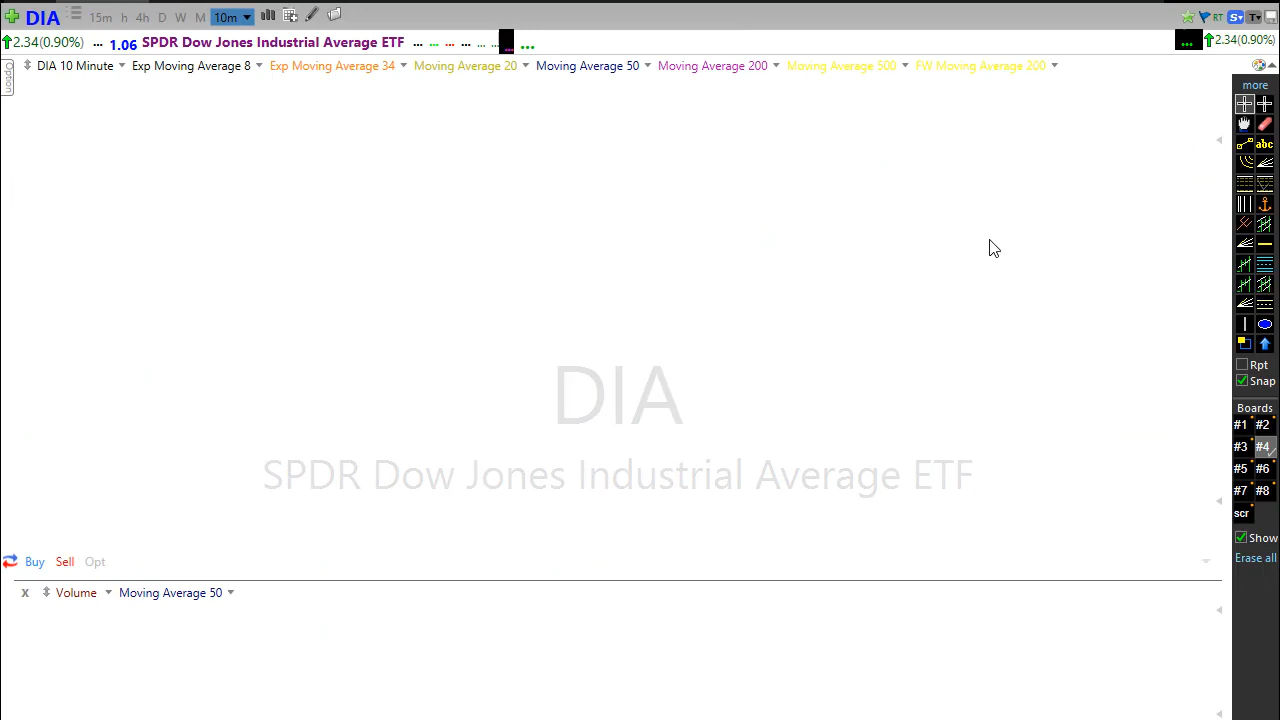 DIA 15m h 4h D W M 10m RT S T
2.34(0.90%) ... 1.06 SPDR Dow Jones Industrial Average ETF ... ... ... ... ... ... ... ... ... 2.34(0.90%)
option
DIA 10 Minute Exp Moving Average 8 Exp Moving Average 34 Moving Average 20 Moving Average 50 Moving Average 200 Moving Average 500 FW Moving Average 200
more
abc
DIA
SPDR Dow Jones Industrial Average ETF
Rpt
Snap
Boards
#1 #2
#3 #4
#5 #6
#7 #8
scr
Show
Erase all
Buy Sell Opt
x Volume Moving Average 50